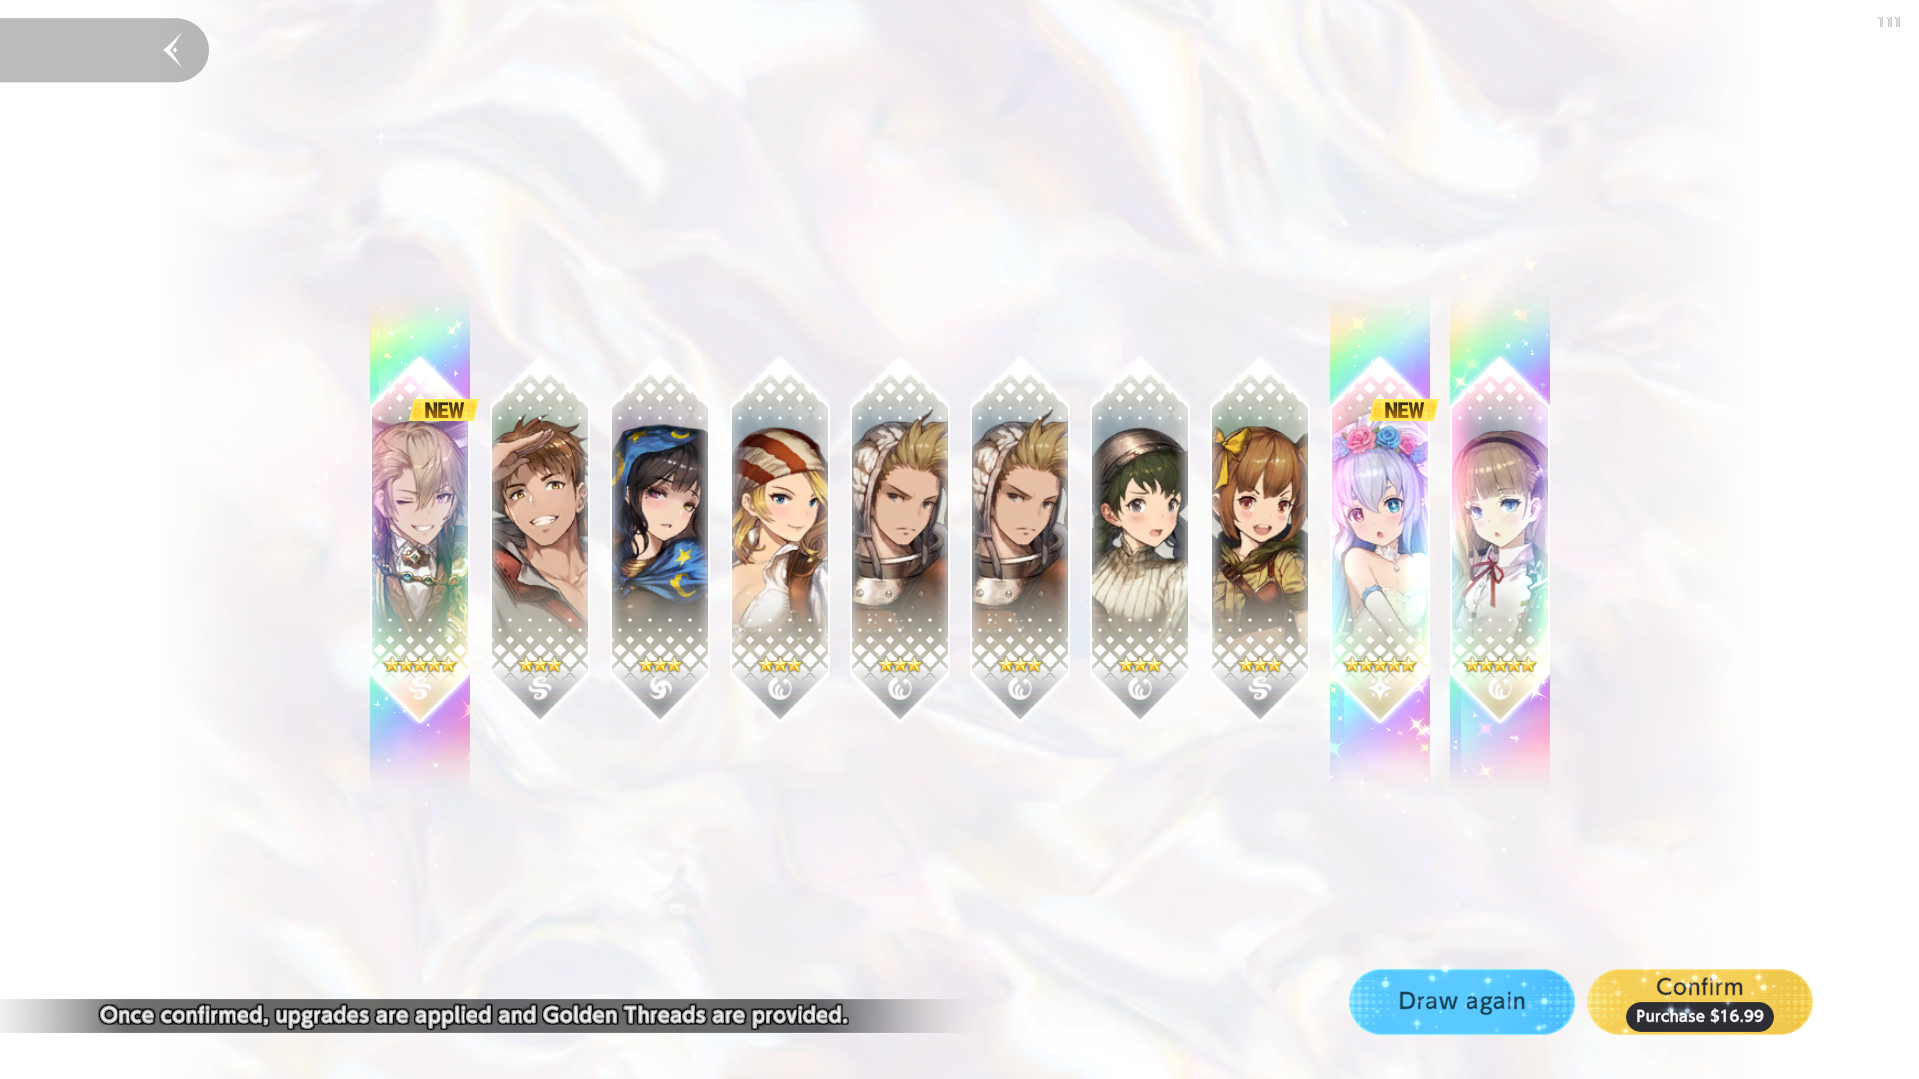 NEW
NEW
Once confirmed, upgrades are applied and Golden Threads are provided.
Draw again
Confirm
Purchase $16.99